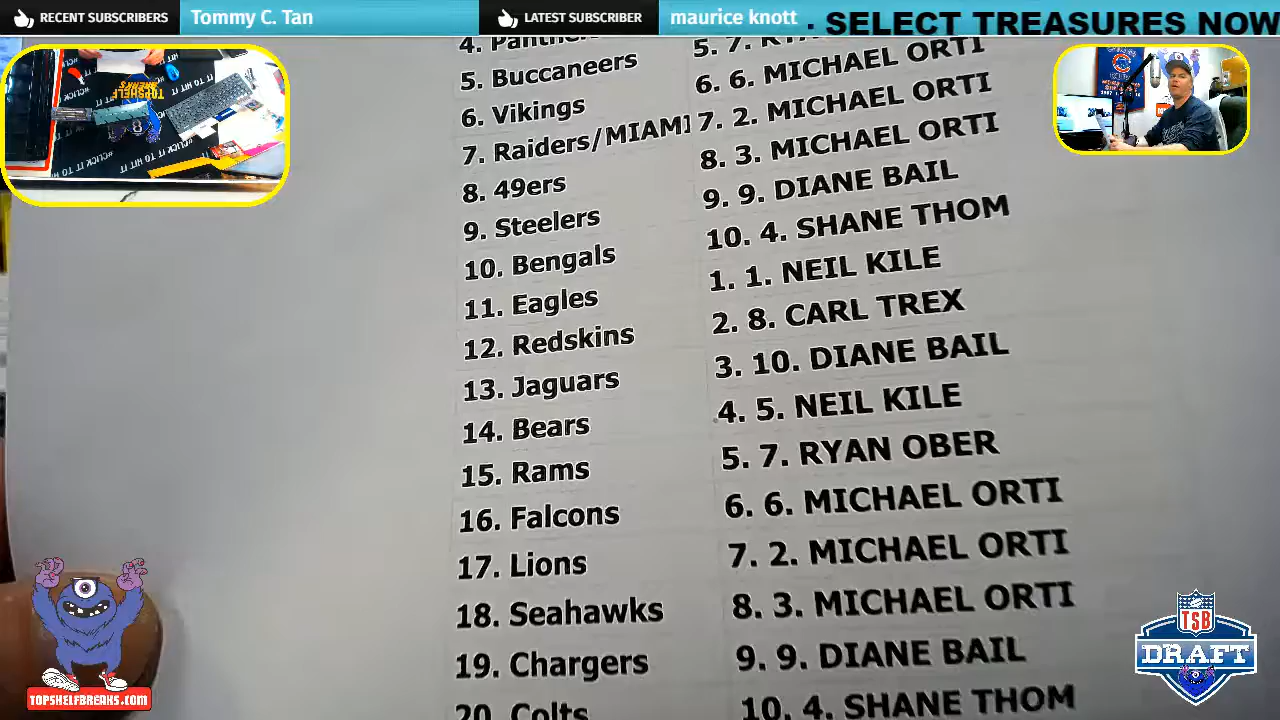 RECENT SUBSCRIBERS Tommy C. Tan LATEST SUBSCRIBER maurice knott · SELECT TREASURES NOW
4. 5. 7.
5. Buccaneers 6. 6. MICHAEL ORTI
6. Vikings 7. 2. MICHAEL ORTI
7. Raiders/MIAMI 8. 3. MICHAEL ORTI
8. 49ers 9. 9. DIANE BAIL
9. Steelers 10. 4. SHANE THOM
10. Bengals 1. 1. NEIL KILE
11. Eagles 2. 8. CARL TREX
12. Redskins 3. 10. DIANE BAIL
13. Jaguars 4. 5. NEIL KILE
14. Bears 5. 7. RYAN OBER
15. Rams 6. 6. MICHAEL ORTI
16. Falcons 7. 2. MICHAEL ORTI
17. Lions 8. 3. MICHAEL ORTI
18. Seahawks 9. 9. DIANE BAIL
19. Chargers 10. 4. SHANE THOM
20. Colts
TOPSHELFBREAKS.COM
TSB
DRAFT